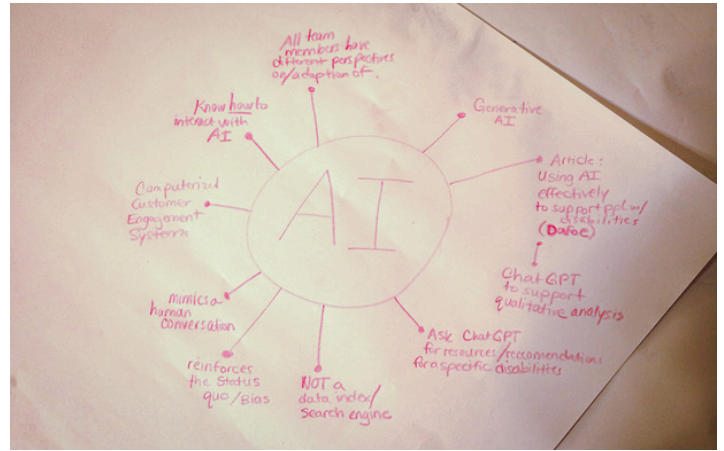 All team
members have
different perspectives
on/adaption of.
Generative
AI
Know how to
interact with
AI
Article:
Using AI
effectively
to support ppl w/
disabilities
(Dafoe)
ChatGPT
to support
qualitative analysis
Computerized
Customer
Engagement
Systems
AI
mimics a
human
conversation
Ask ChatGPT
for resources/reccomendations
for a specific disabilities
reinforces
the Status
quo/Bias
NOT a
data index/
search engine